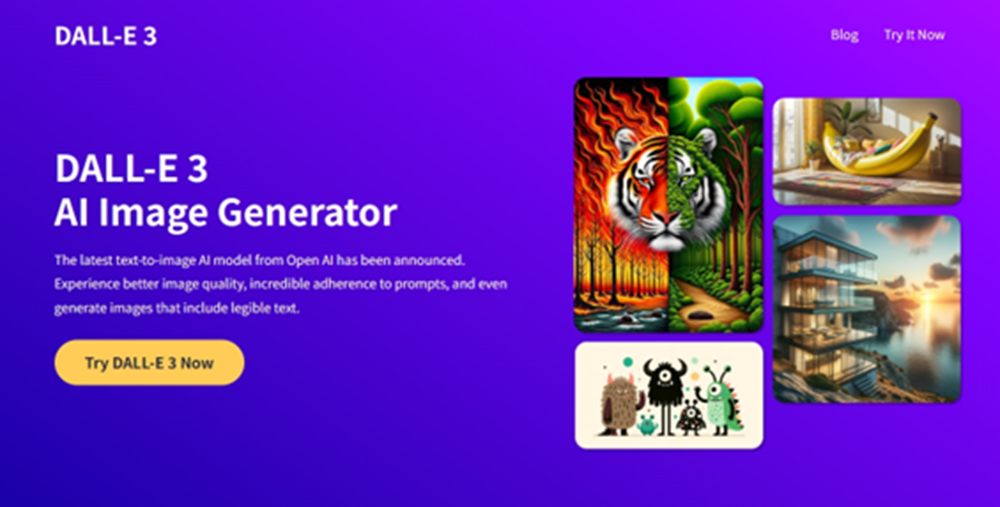 DALL-E 3
Blog
Try It Now
DALL-E 3
AI Image Generator
The latest text-to-image AI model from Open AI has been announced.
Experience better image quality, incredible adherence to prompts, and even
generate images that include legible text.
Try DALL-E 3 Now